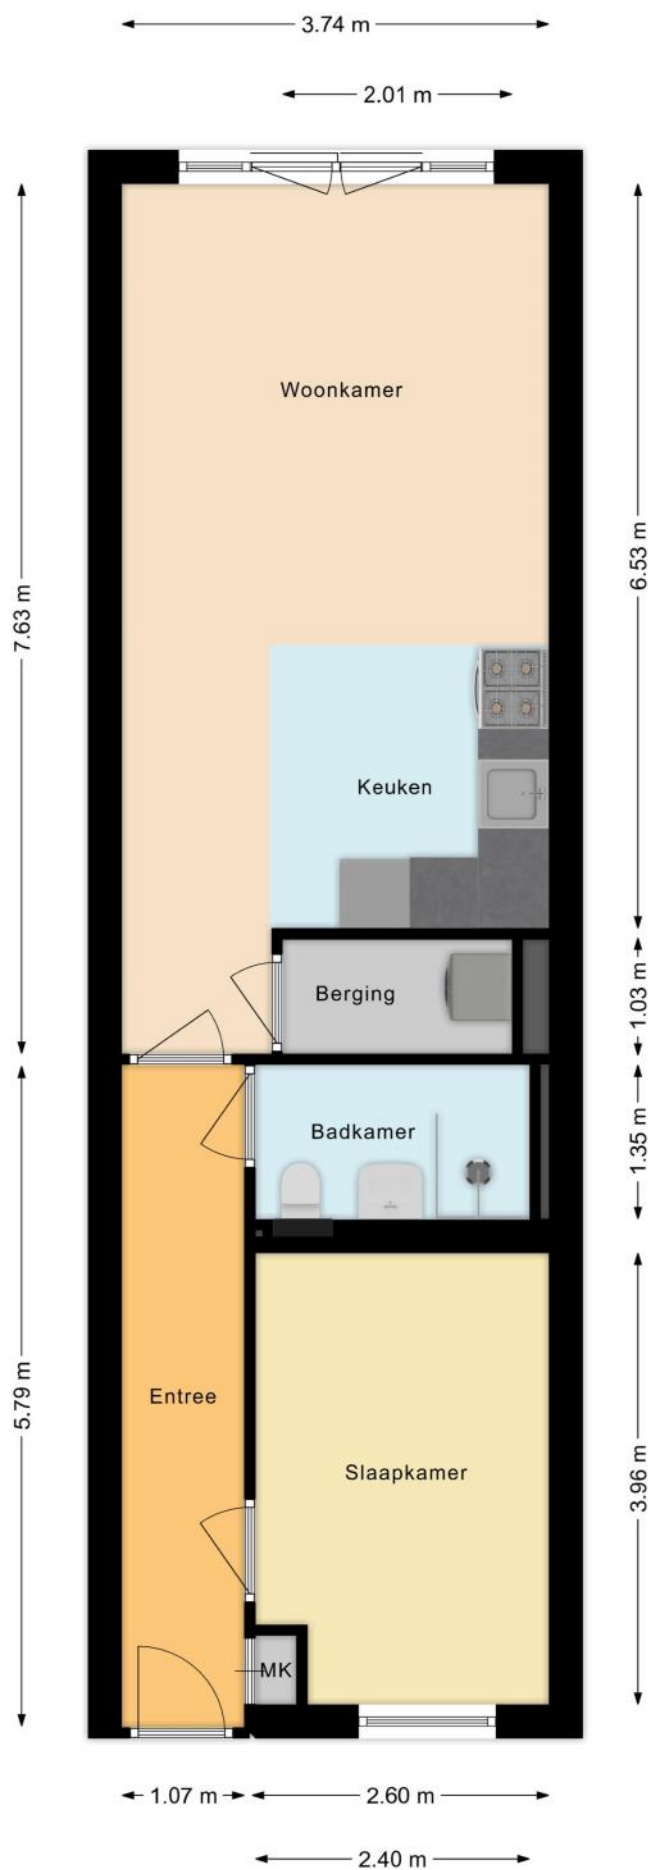 3.74 m
2.01 m
Woonkamer
6.53 m
7.63 m
Keuken
Berging
1.03 m
Badkamer
1.35 m
5.79 m
Entree
Slaapkamer
3.96 m
MK
1.07 m
2.60 m
2.40 m